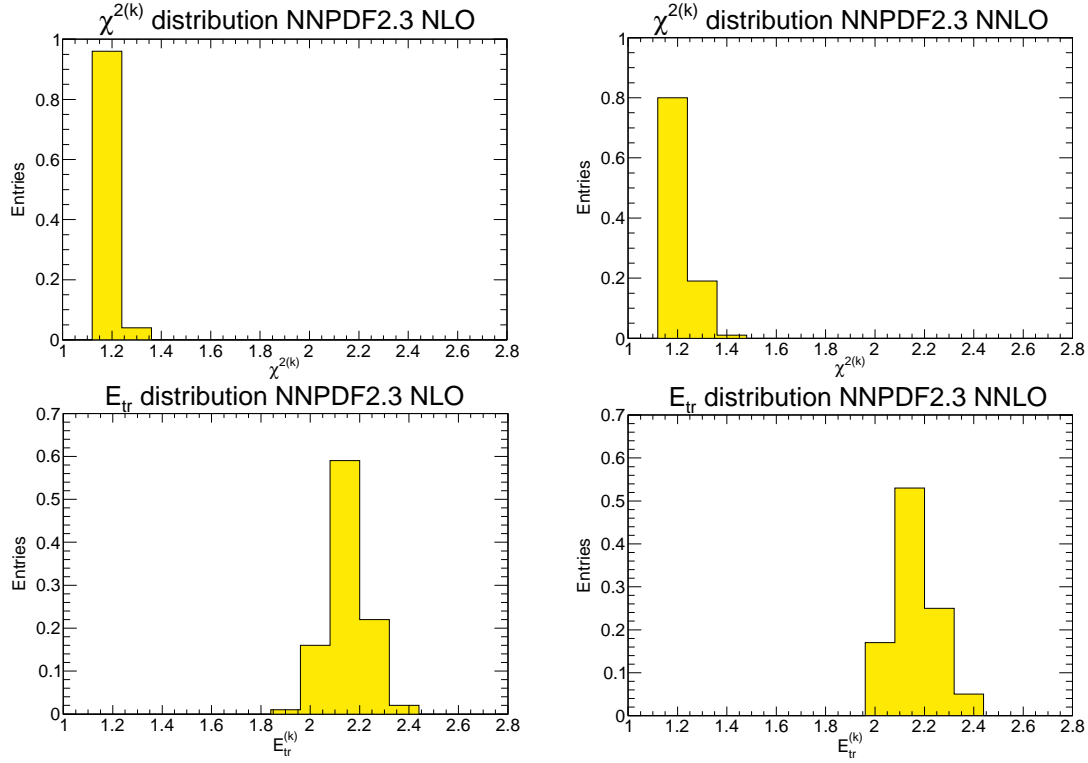 χ²⁽ᵏ⁾ distribution NNPDF2.3 NLO
Entries
1
0.8
0.6
0.4
0.2
0
1 1.2 1.4 1.6 1.8 2 2.2 2.4 2.6 2.8
χ²⁽ᵏ⁾
χ²⁽ᵏ⁾ distribution NNPDF2.3 NNLO
Entries
1
0.8
0.6
0.4
0.2
0
1 1.2 1.4 1.6 1.8 2 2.2 2.4 2.6 2.8
χ²⁽ᵏ⁾
E_tr distribution NNPDF2.3 NLO
Entries
0.7
0.6
0.5
0.4
0.3
0.2
0.1
0
1 1.2 1.4 1.6 1.8 2 2.2 2.4 2.6 2.8
E_tr^(k)
E_tr distribution NNPDF2.3 NNLO
Entries
0.7
0.6
0.5
0.4
0.3
0.2
0.1
0
1 1.2 1.4 1.6 1.8 2 2.2 2.4 2.6 2.8
E_tr^(k)